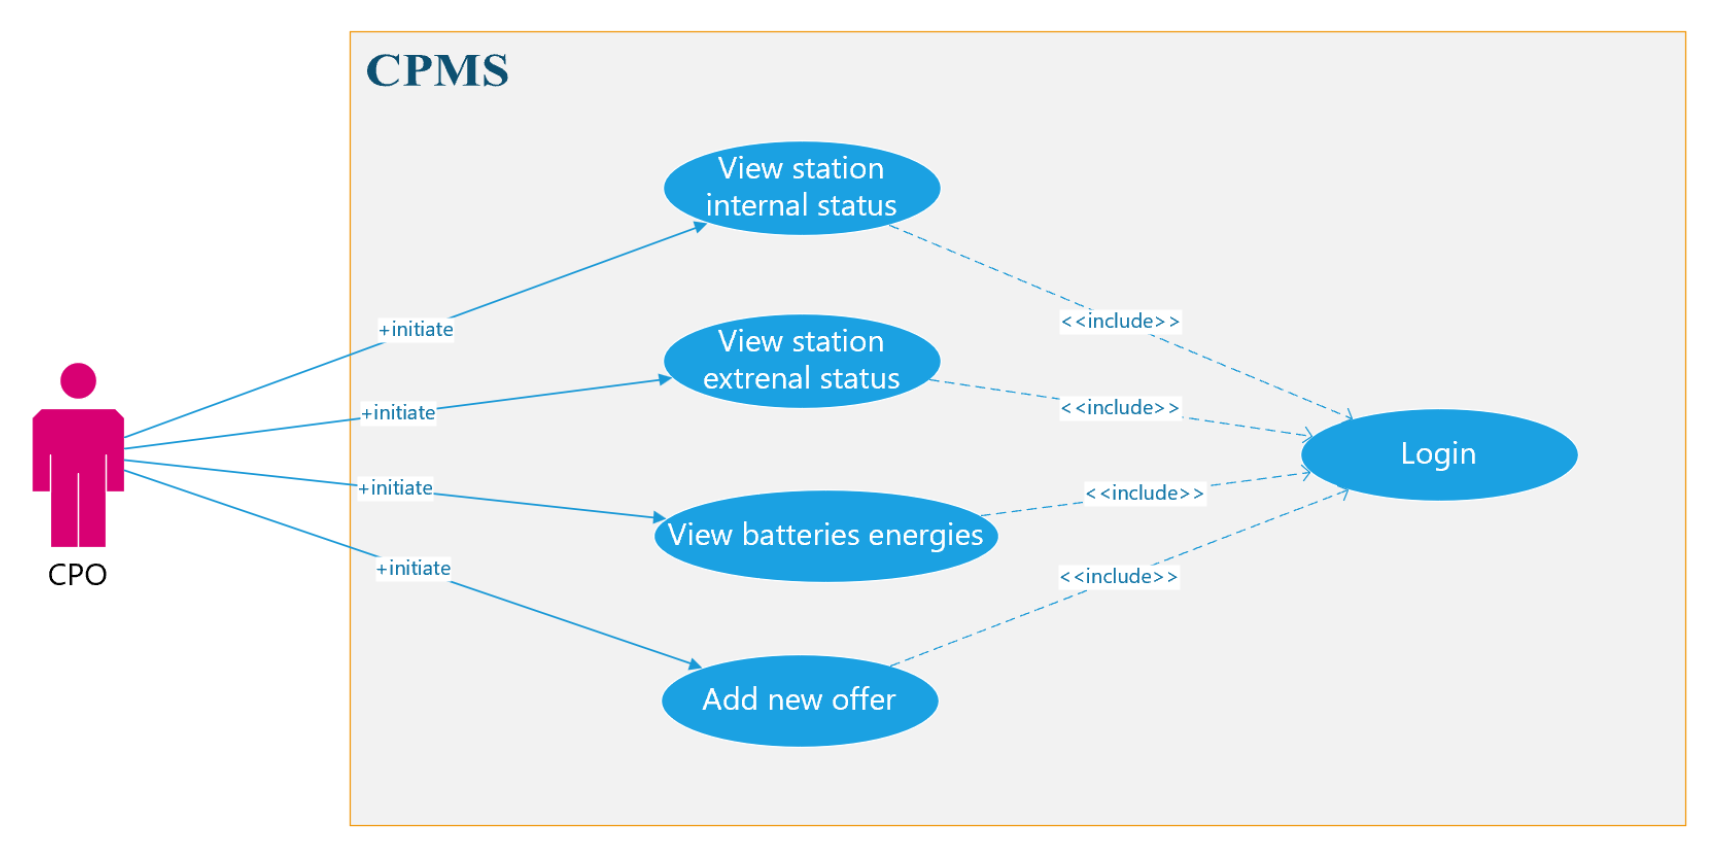 CPMS
View station
internal status
+initiate
<<include>>
View station
extrenal status
+initiate
<<include>>
Login
+initiate
<<include>>
View batteries energies
CPO
+initiate
<<include>>
Add new offer